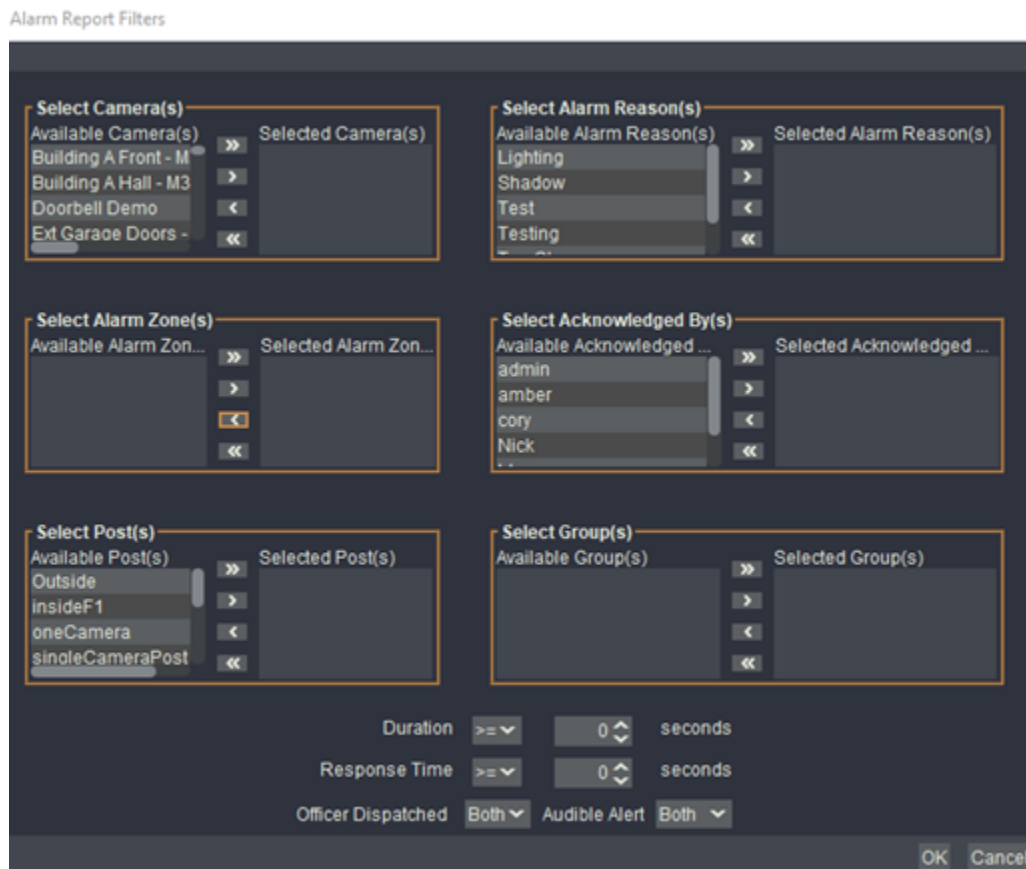 Alarm Report Filters
Select Camera(s)
Available Camera(s)
Selected Camera(s)
Building A Front - M
Building A Hall - M3
Doorbell Demo
Ext Garage Doors -
Select Alarm Reason(s)
Available Alarm Reason(s)
Selected Alarm Reason(s)
Lighting
Shadow
Test
Testing
Select Alarm Zone(s)
Available Alarm Zon...
Selected Alarm Zon...
Select Acknowledged By(s)
Available Acknowledged ...
Selected Acknowledged ...
admin
amber
cory
Nick
Select Post(s)
Available Post(s)
Selected Post(s)
Outside
insideF1
oneCamera
singleCameraPost
Select Group(s)
Available Group(s)
Selected Group(s)
Duration >= 0 seconds
Response Time >= 0 seconds
Officer Dispatched Both Audible Alert Both
OK Cancel